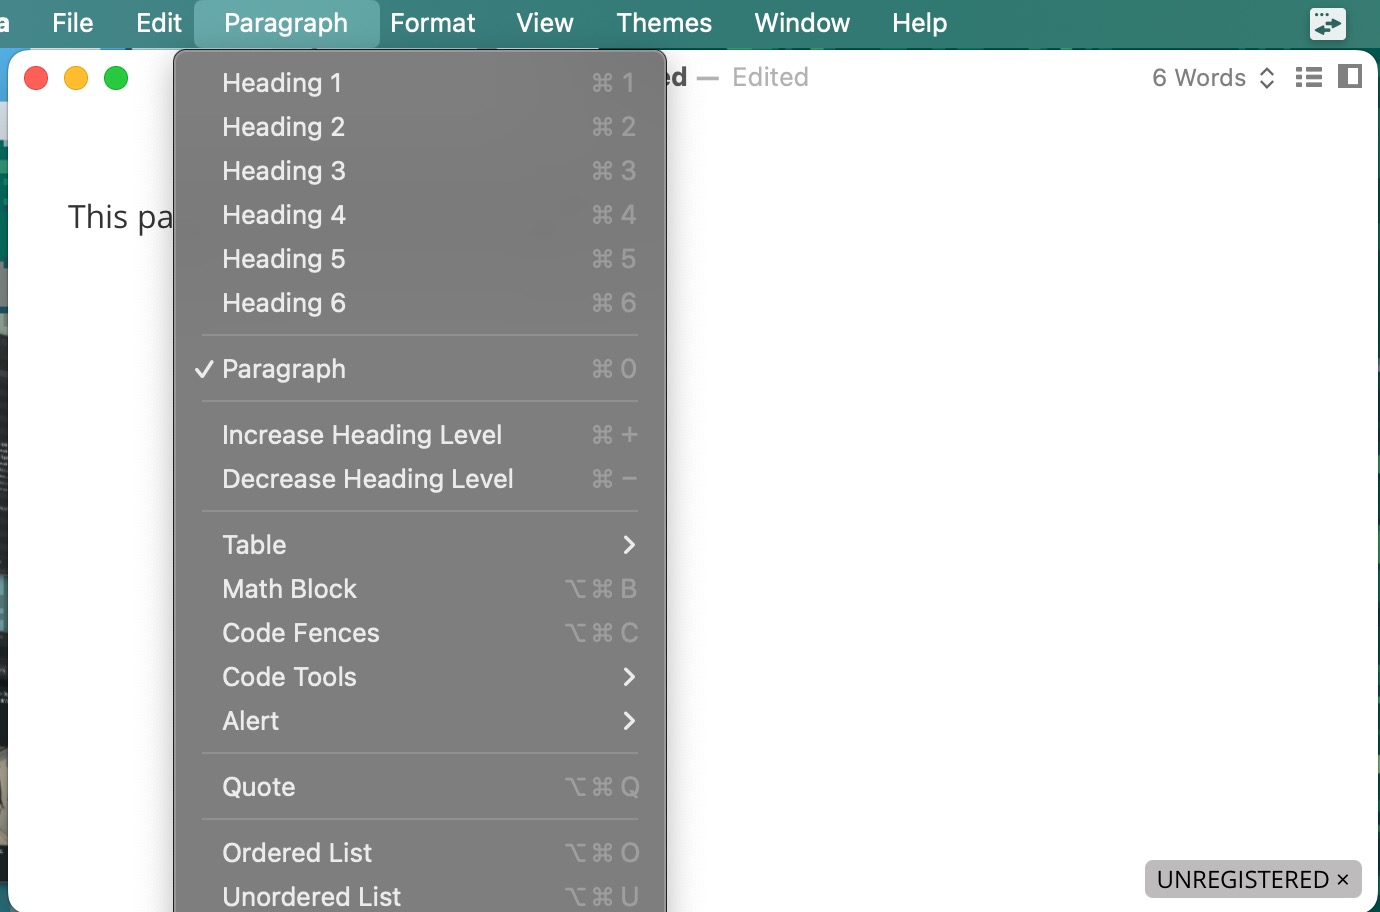 File Edit Paragraph Format View Themes Window Help
Edited
6 Words
This
Heading 1 ⌘ 1
Heading 2 ⌘ 2
Heading 3 ⌘ 3
Heading 4 ⌘ 4
Heading 5 ⌘ 5
Heading 6 ⌘ 6
✓ Paragraph ⌘ 0
Increase Heading Level ⌘ +
Decrease Heading Level ⌘ −
Table
Math Block ⌥ ⌘ B
Code Fences ⌥ ⌘ C
Code Tools
Alert
Quote ⌥ ⌘ Q
Ordered List ⌥ ⌘ O
Unordered List ⌥ ⌘ U
UNREGISTERED ×